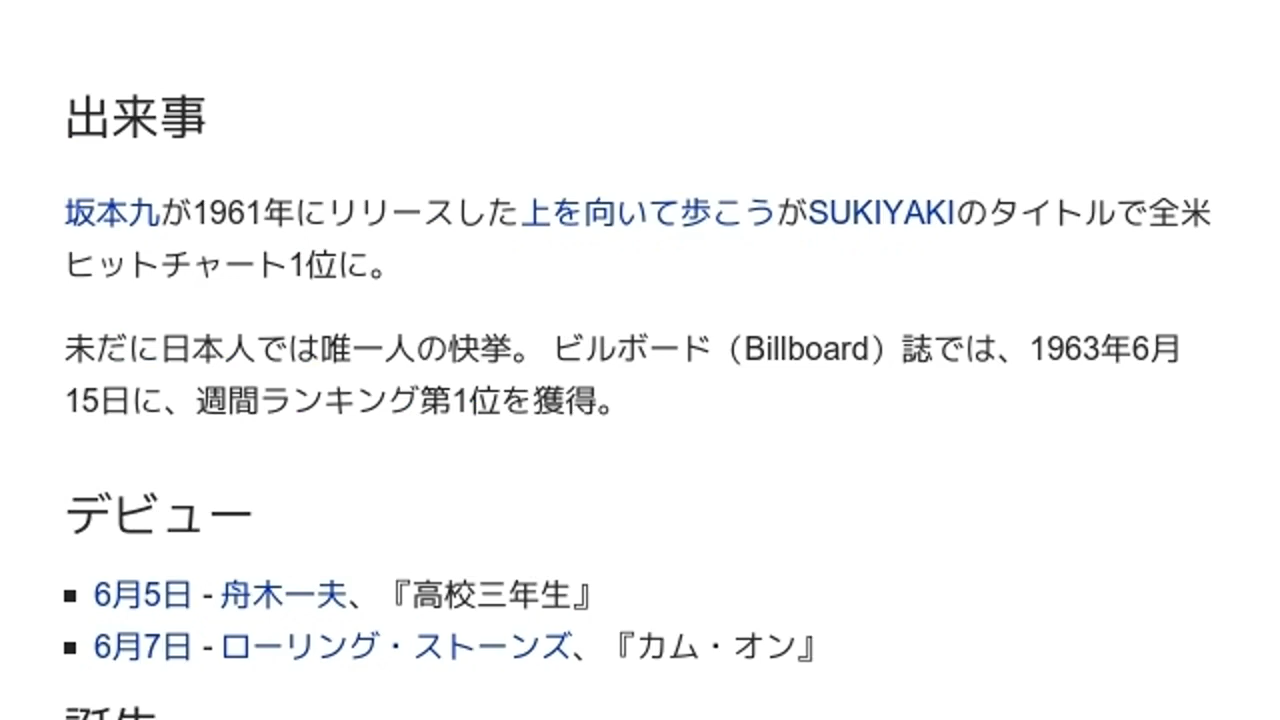 出来事
坂本九が1961年にリリースした上を向いて歩こうがSUKIYAKIのタイトルで全米
ヒットチャート1位に。
未だに日本人では唯一人の快挙。 ビルボード（Billboard）誌では、1963年6月
15日に、週間ランキング第1位を獲得。
デビュー
6月5日 - 舟木一夫、『高校三年生』
6月7日 - ローリング・ストーンズ、『カム・オン』